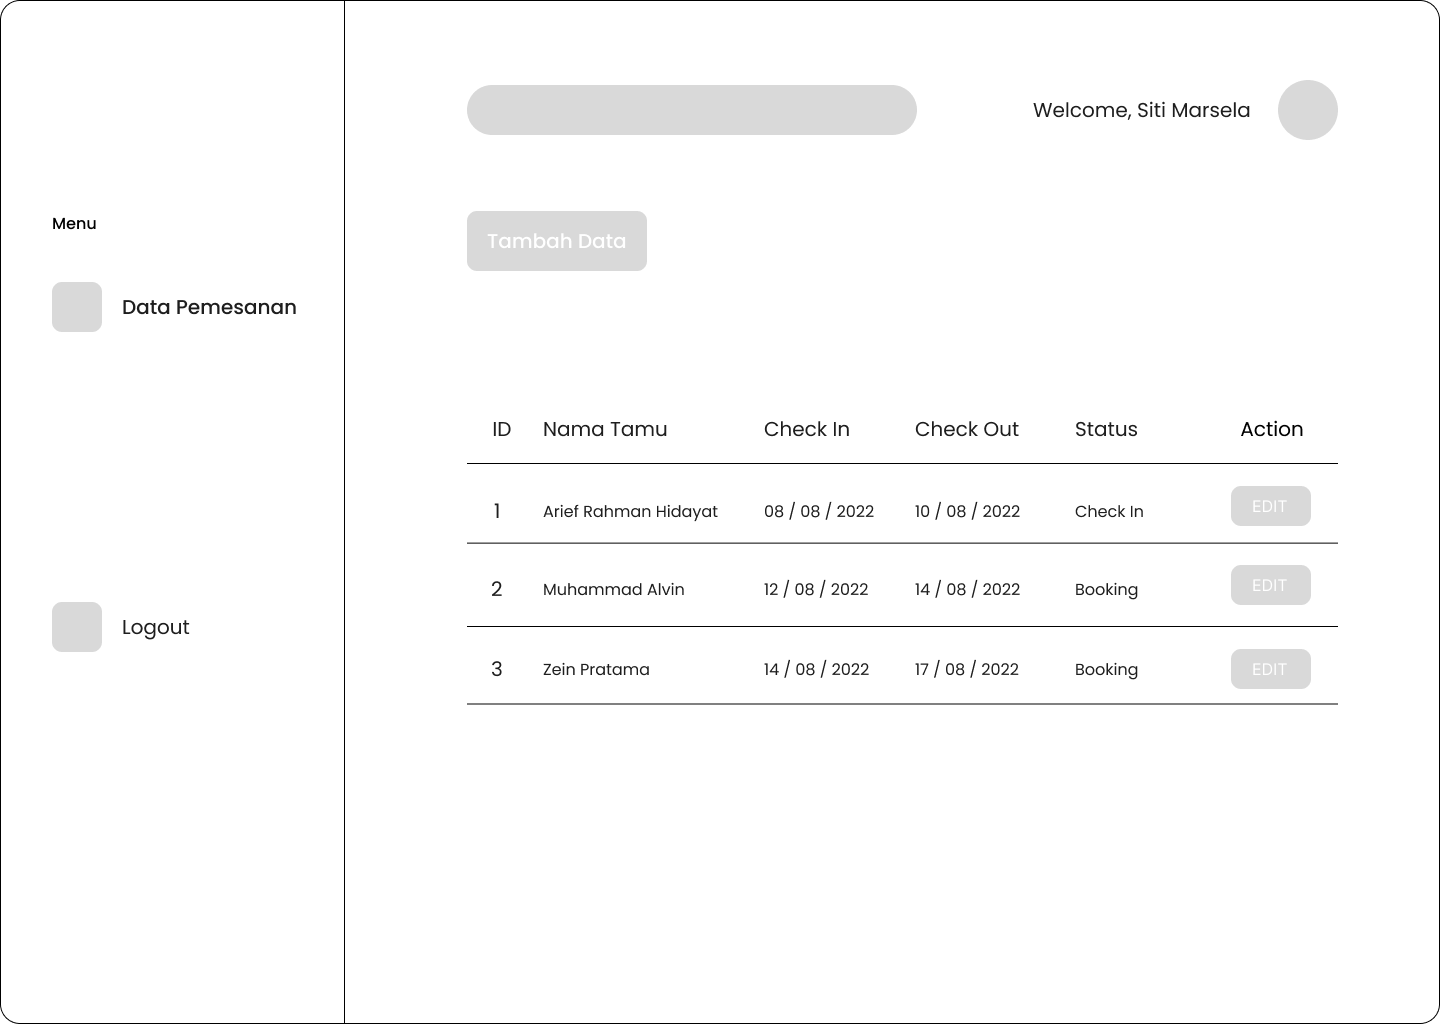 Welcome, Siti Marsela
Menu
Tambah Data
Data Pemesanan
Logout
ID Nama Tamu Check In Check Out Status Action
1 Arief Rahman Hidayat 08 / 08 / 2022 10 / 08 / 2022 Check In EDIT
2 Muhammad Alvin 12 / 08 / 2022 14 / 08 / 2022 Booking EDIT
3 Zein Pratama 14 / 08 / 2022 17 / 08 / 2022 Booking EDIT